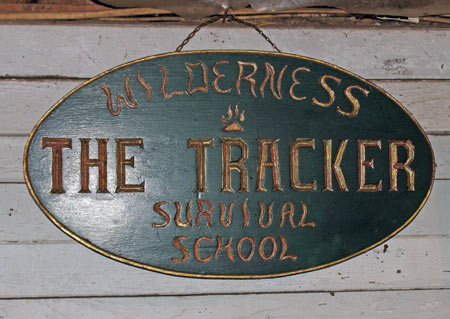 WILDERNESS
THE TRACKER
SURVIVAL
SCHOOL